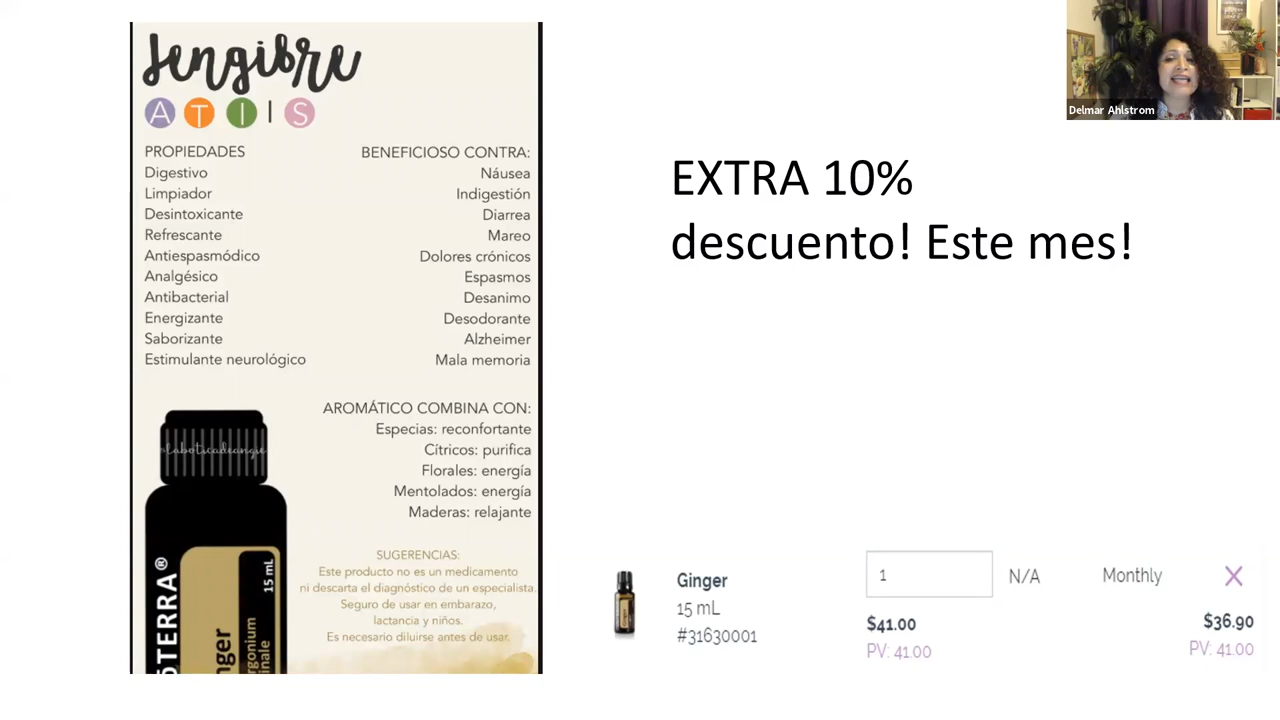 Jengibre
A T I | S
PROPIEDADES
Digestivo
Limpiador
Desintoxicante
Refrescante
Antiespasmódico
Analgésico
Antibacterial
Energizante
Saborizante
Estimulante neurológico
BENEFICIOSO CONTRA:
Náusea
Indigestión
Diarrea
Mareo
Dolores crónicos
Espasmos
Desanimo
Desodorante
Alzheimer
Mala memoria
AROMÁTICO COMBINA CON:
Especias: reconfortante
Cítricos: purifica
Florales: energía
Mentolados: energía
Maderas: relajante
SUGERENCIAS:
Este producto no es un medicamento
ni descarta el diagnóstico de un especialista.
Seguro de usar en embarazo,
lactancia y niños.
Es necesario diluirse antes de usar.
@laboticadeangie
TERRA®
15 mL
Delmar Ahlstrom
EXTRA 10%
descuento! Este mes!
Ginger
15 mL
#31630001
1
N/A
Monthly
X
$41.00
PV: 41.00
$36.90
PV: 41.00